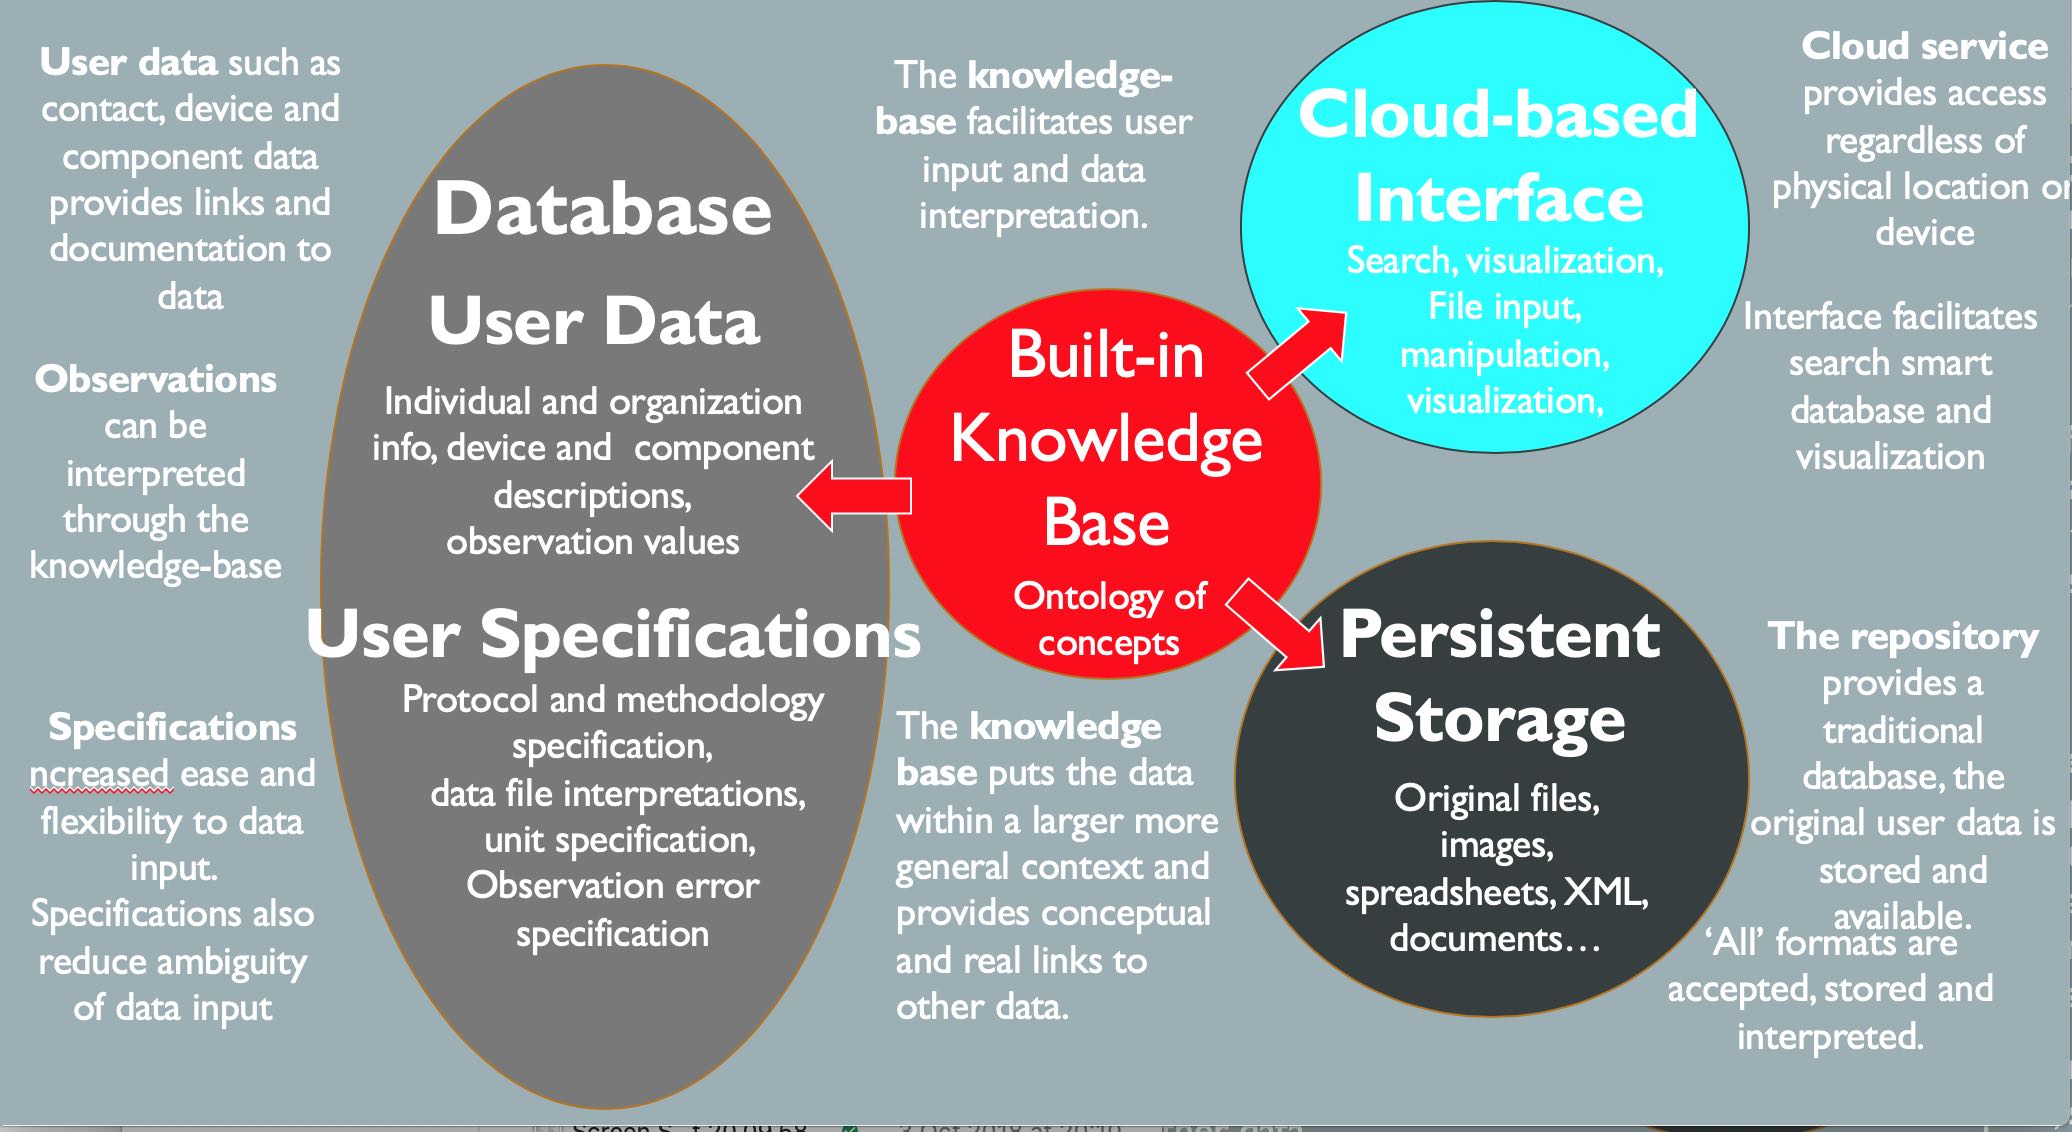 User data such as
contact, device and
component data
provides links and
documentation to
data
Observations
can be
interpreted
through the
knowledge-base
Specifications
ncreased ease and
flexibility to data
input.
Specifications also
reduce ambiguity
of data input
Database
User Data
Individual and organization
info, device and component
descriptions,
observation values
User Specifications
Protocol and methodology
specification,
data file interpretations,
unit specification,
Observation error
specification
The knowledge-
base facilitates user
input and data
interpretation.
Built-in
Knowledge
Base
Ontology of
concepts
The knowledge
base puts the data
within a larger more
general context and
provides conceptual
and real links to
other data.
Cloud-based
Interface
Search, visualization,
File input,
manipulation,
visualization,
Persistent
Storage
Original files,
images,
spreadsheets, XML,
documents…
Cloud service
provides access
regardless of
physical location or
device
Interface facilitates
search smart
database and
visualization
The repository
provides a
traditional
database, the
original user data is
stored and
available.
‘All’ formats are
accepted, stored and
interpreted.